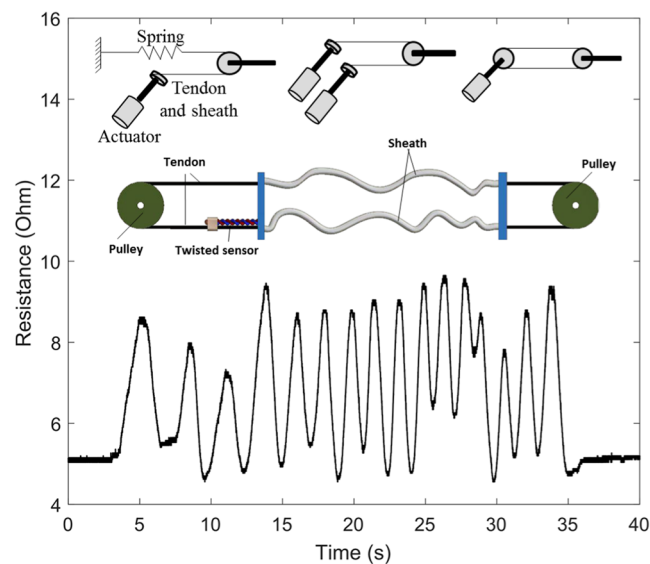 16
Spring
14
Tendon
and sheath
Actuator
Sheath
12
Tendon
Pulley
Pulley
Twisted sensor
10
8
6
4
Resistance (Ohm)
0 5 10 15 20 25 30 35 40
Time (s)